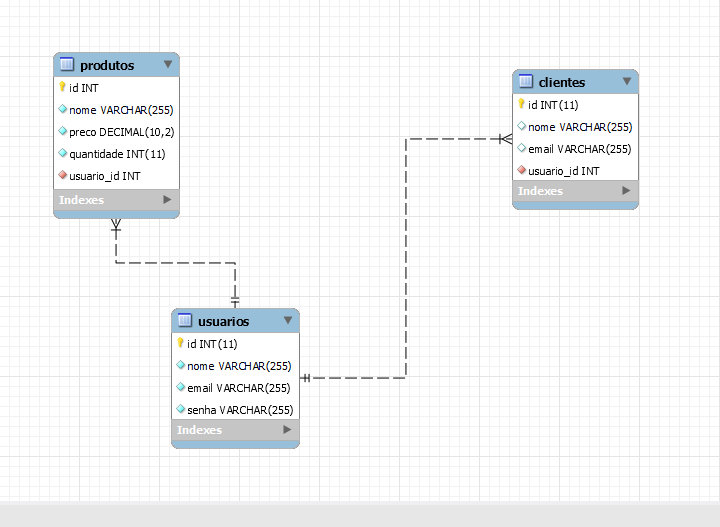 produtos
id INT
nome VARCHAR(255)
preco DECIMAL(10,2)
quantidade INT(11)
usuario_id INT
Indexes
clientes
id INT(11)
nome VARCHAR(255)
email VARCHAR(255)
usuario_id INT
Indexes
usuarios
id INT(11)
nome VARCHAR(255)
email VARCHAR(255)
senha VARCHAR(255)
Indexes